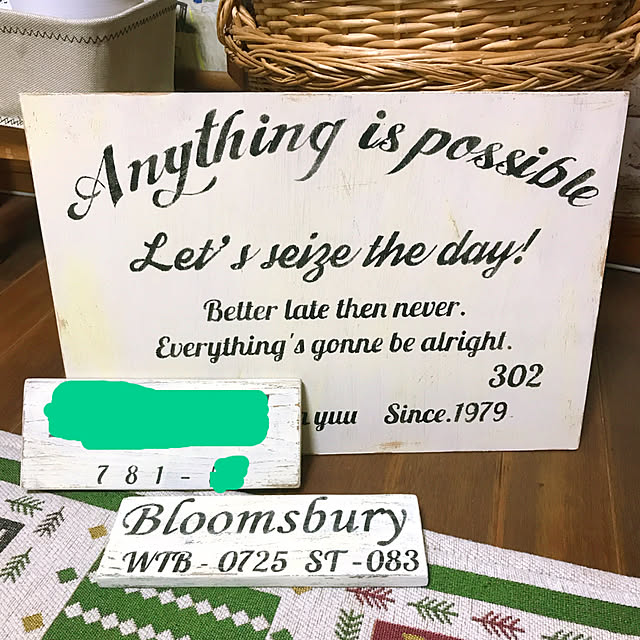 Anything is possible
Let's seize the day!
Better late then never.
Everything's gonne be alright.
302
yuu Since.1979
781-
Bloomsbury
WTB-0725 ST-083